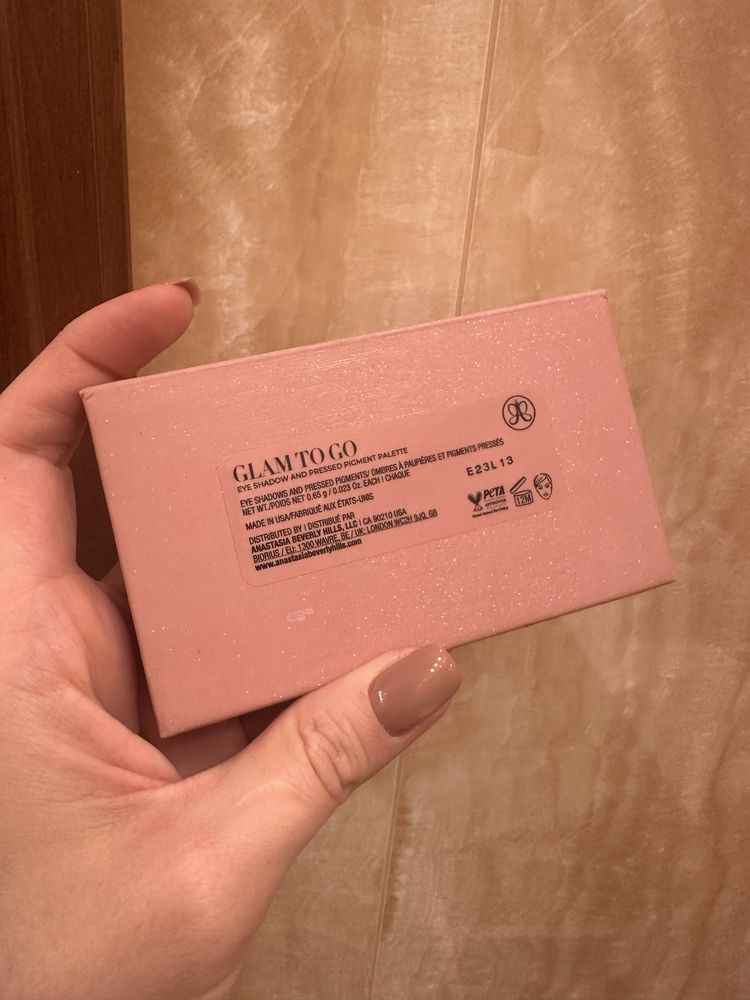 GLAM TO GO
EYE SHADOW AND PRESSED PIGMENT PALETTE
EYE SHADOWS AND PRESSED PIGMENTS/ OMBRES À PAUPIÈRES ET PIGMENTS PRESSÉS
NET WT./POIDS NET 0.65 g / 0.023 Oz. EACH | CHAQUE
MADE IN USA/FABRIQUÉ AUX ÉTATS-UNIS
DISTRIBUTED BY | DISTRIBUÉ PAR
ANASTASIA BEVERLY HILLS, LLC | CA 90210 USA
BIORIUS / EU: 1300 WAVRE, BE / UK: LONDON WC2H 9JQ, GB
www.anastasiabeverlyhills.com
E23L13
PETA
APPROVED
12M